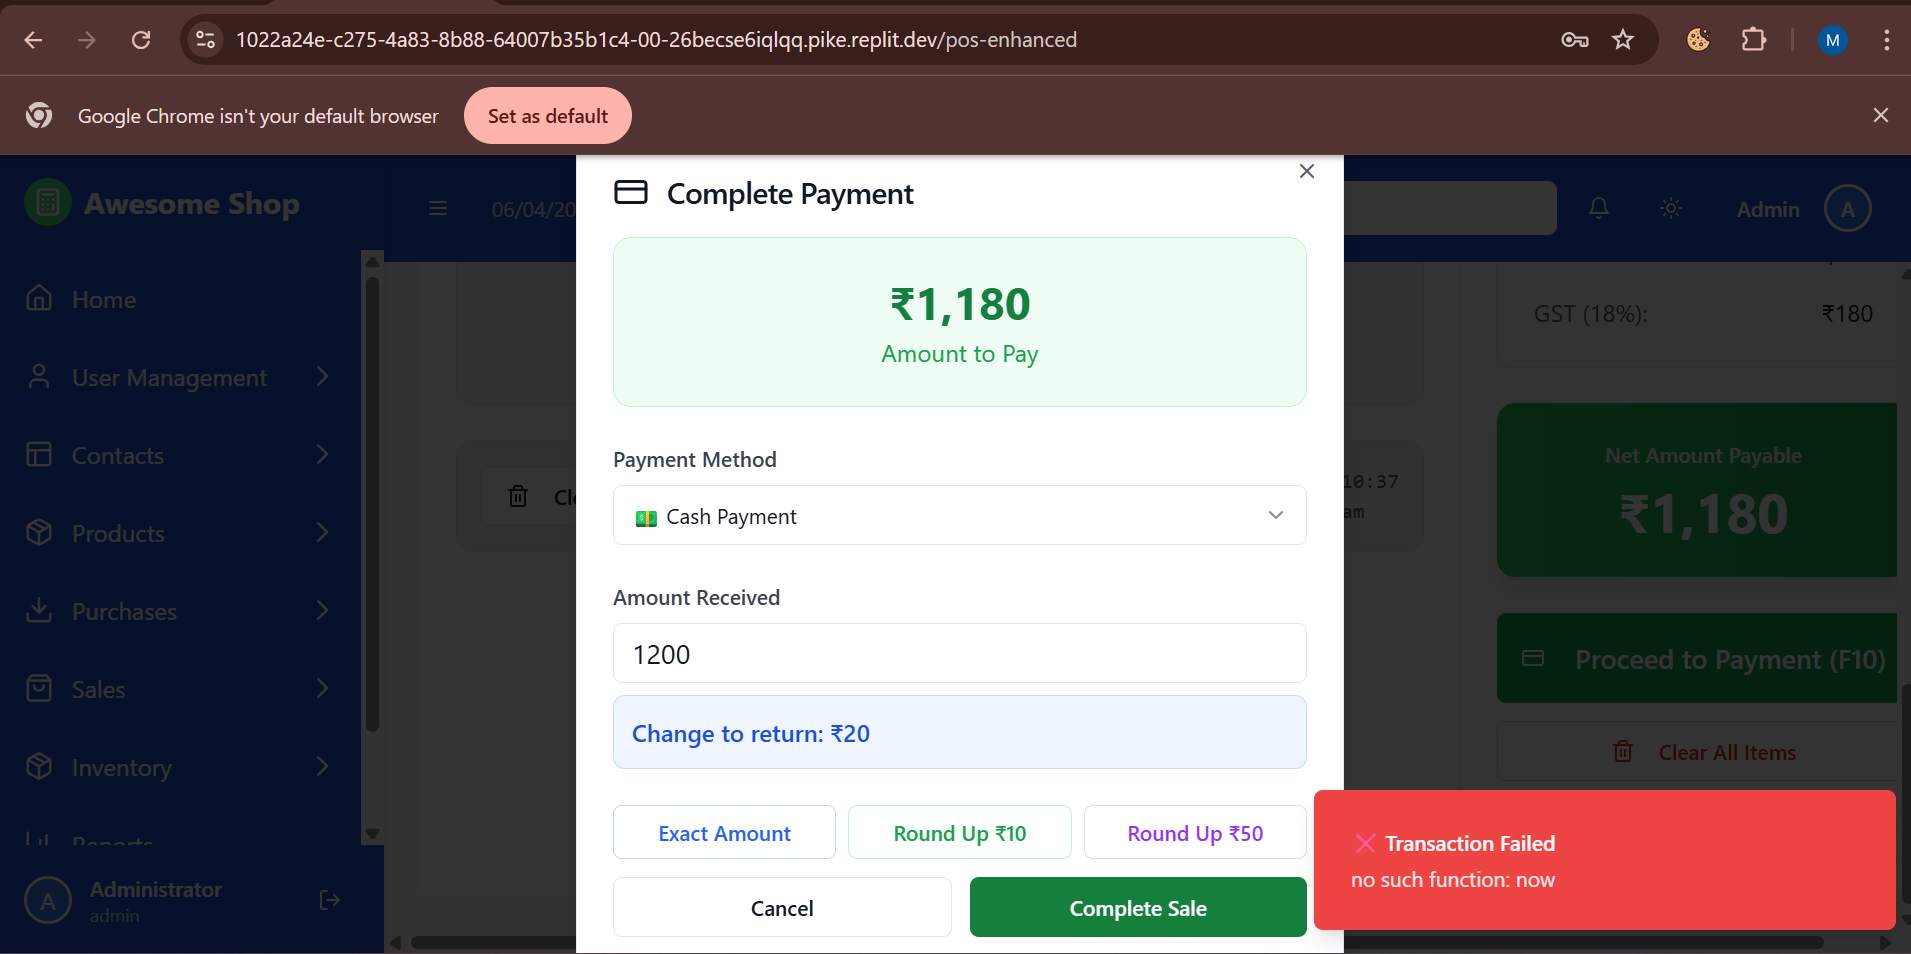 1022a24e-c275-4a83-8b88-64007b35b1c4-00-26becse6iqlqq.pike.replit.dev/pos-enhanced
M
Google Chrome isn't your default browser
Set as default
Awesome Shop
06/04/20
Admin
A
Complete Payment
₹1,180
Amount to Pay
Home
User Management
Contacts
Products
Purchases
Sales
Inventory
Reports
A
Administrator
admin
Payment Method
Cash Payment
Amount Received
1200
Change to return: ₹20
Exact Amount
Round Up ₹10
Round Up ₹50
Cancel
Complete Sale
10:37
am
GST (18%):
₹180
Net Amount Payable
₹1,180
Proceed to Payment (F10)
Clear All Items
Transaction Failed
no such function: now